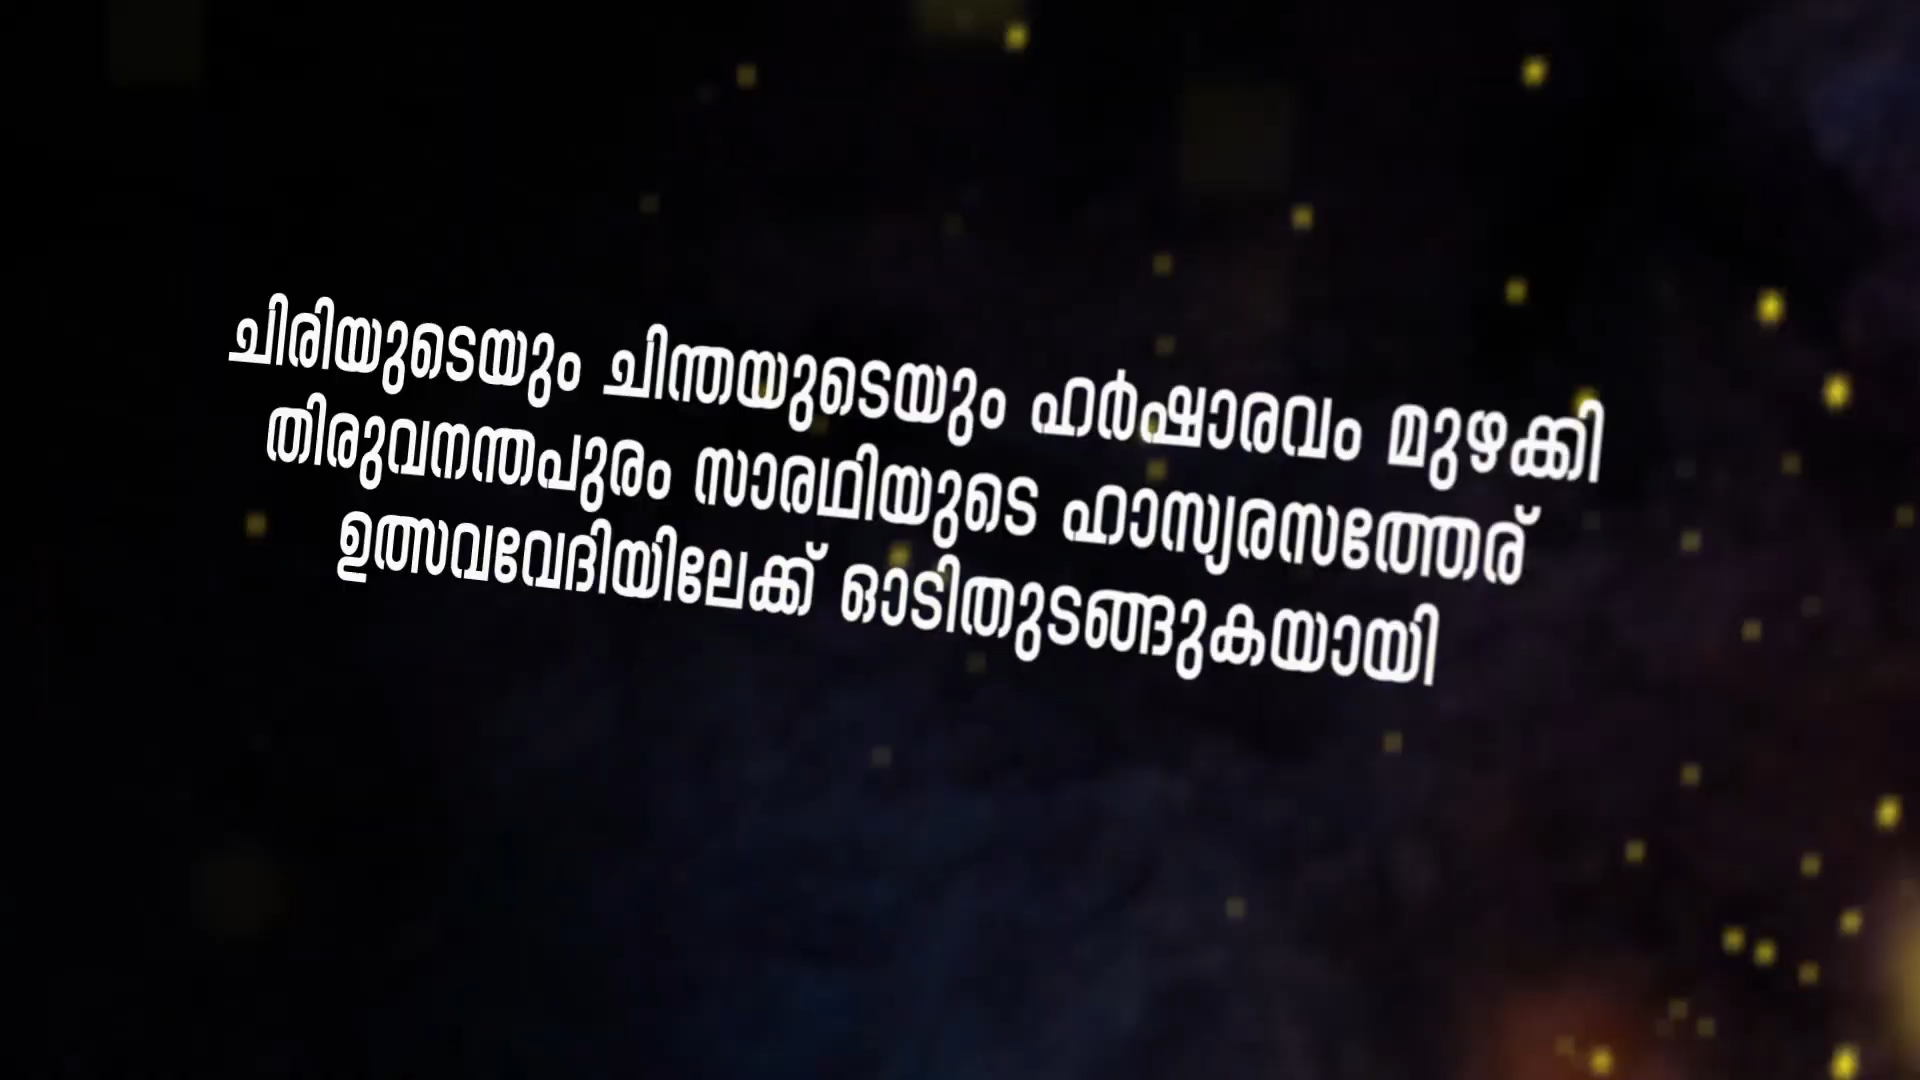 ചിരിയുടെയും ചിന്തയുടെയും ഹർഷാരവം മുഴക്കി
തിരുവനന്തപുരം സാരഥിയുടെ ഹാസ്യരസത്തേര്
ഉത്സവവേദിയിലേക്ക് ഓടിതുടങ്ങുകയായി